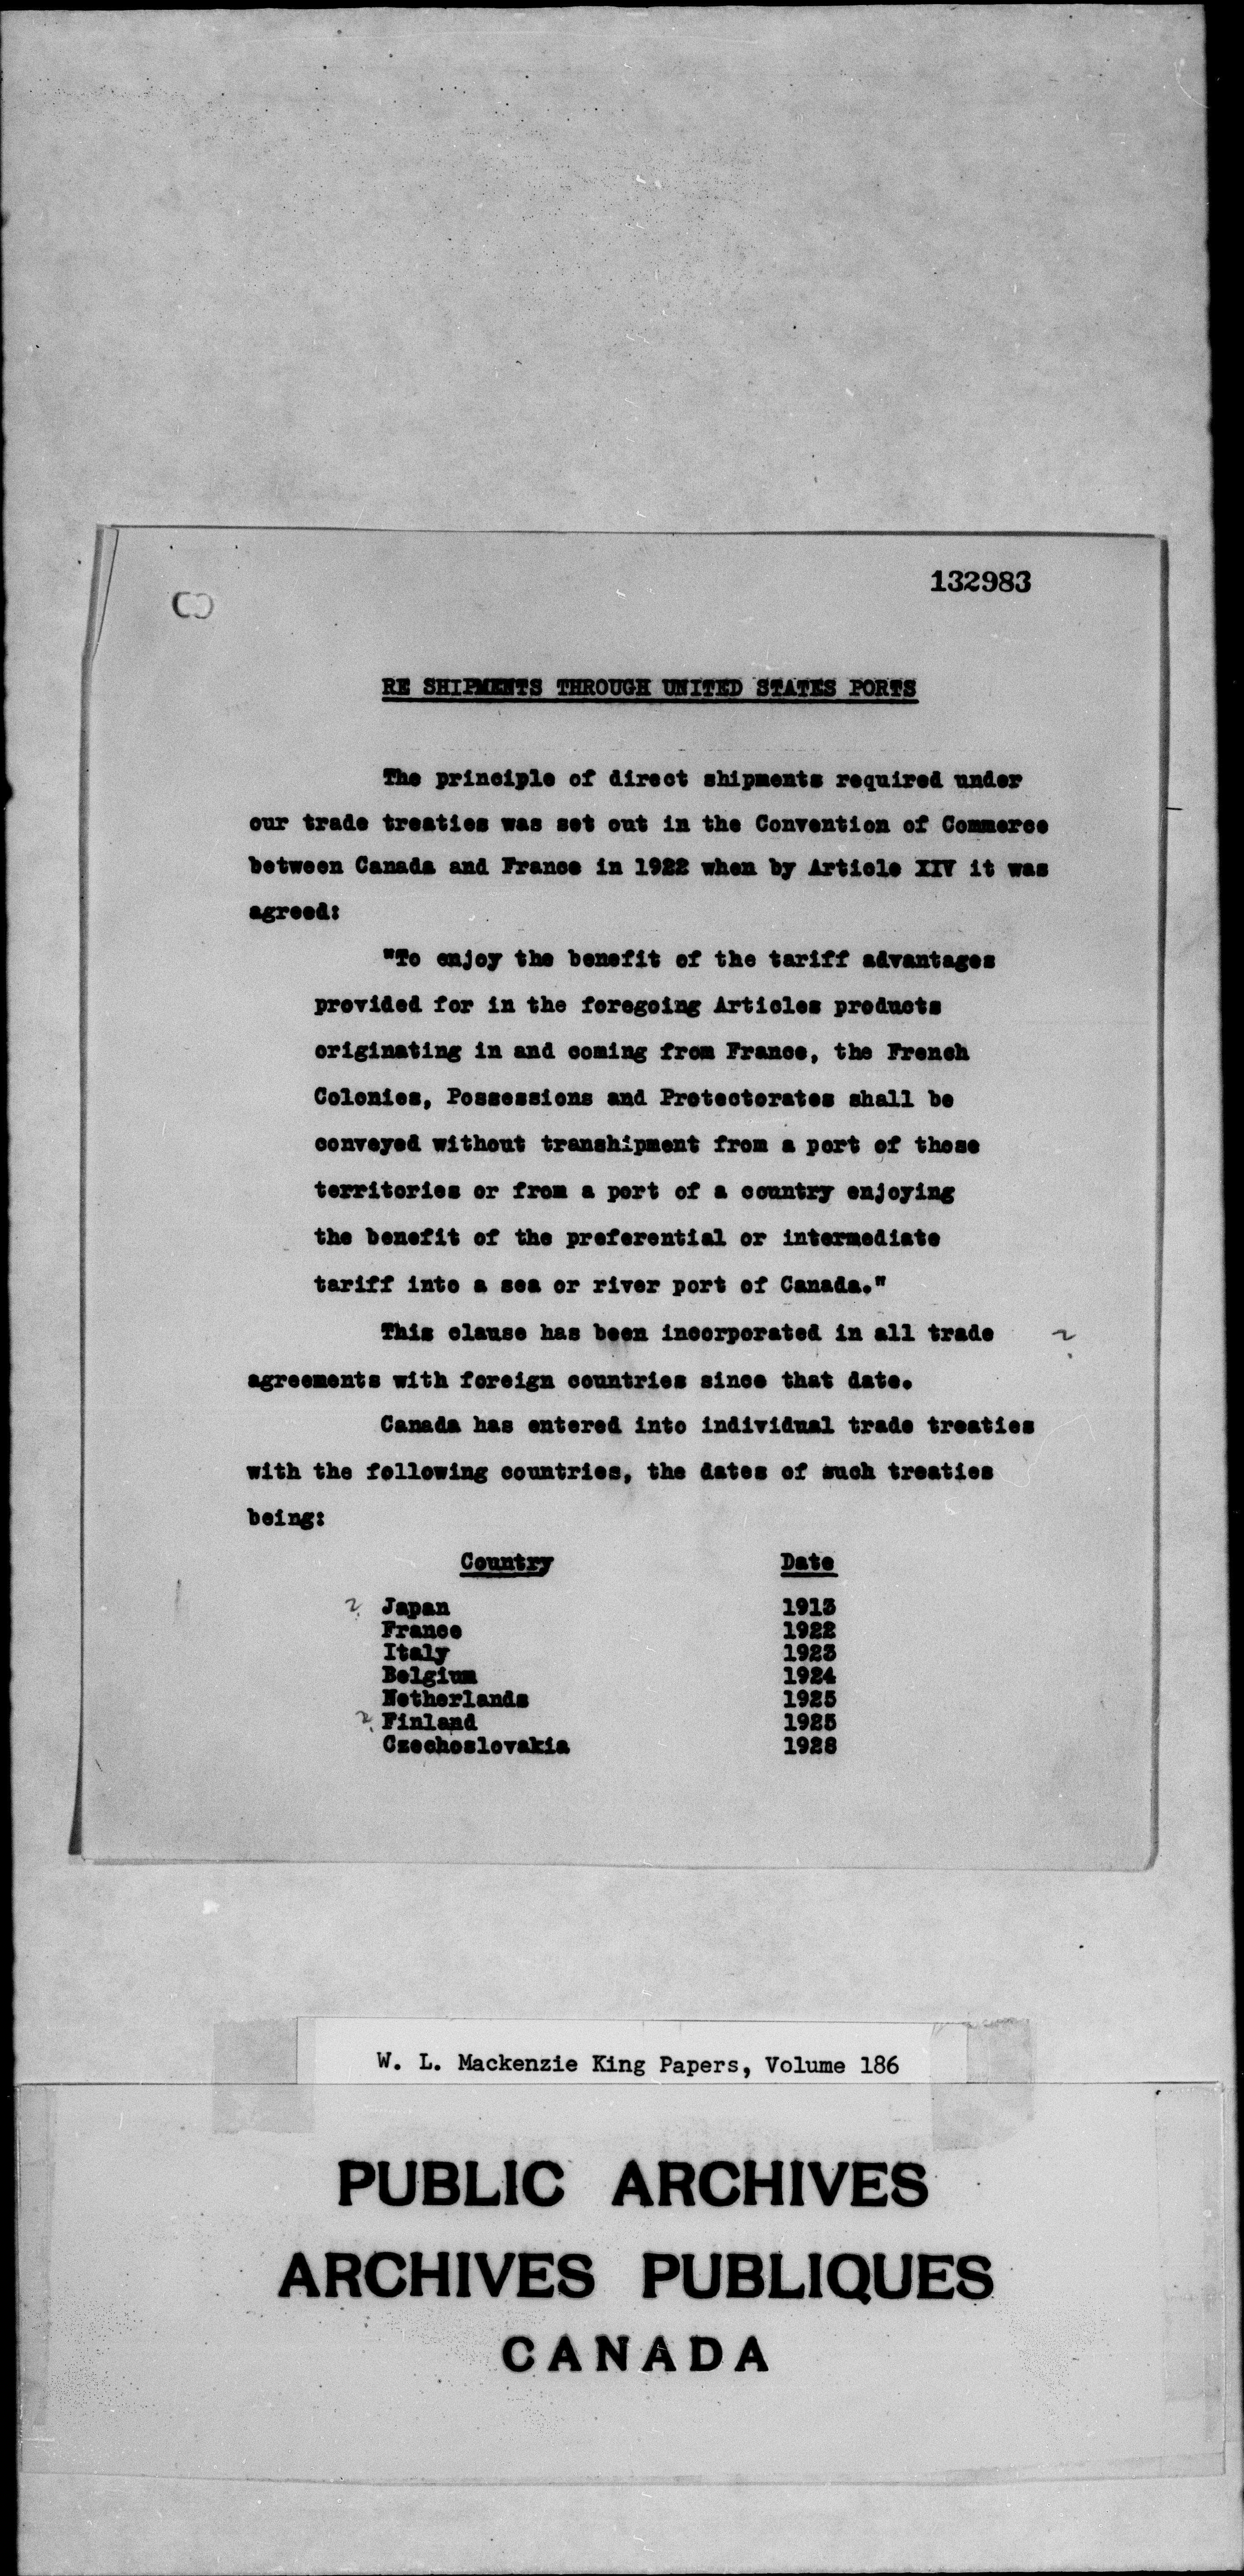 132983
RE SHIPMENTS THROUGH UNITED STATES PORTS
The principle of direct shipments required under
our trade treaties was set out in the Convention of Commerce
between Canada and France in 1922 when by Article XIV it was
agreed:
"To enjoy the benefit of the tariff advantages
provided for in the foregoing Articles products
originating in and coming from France, the French
Colonies, Possessions and Protectorates shall be
conveyed without transhipment from a port of those
territories or from a port of a country enjoying
the benefit of the preferential or intermediate
tariff into a sea or river port of Canada."
This clause has been incorporated in all trade ?
agreements with foreign countries since that date.
Canada has entered into individual trade treaties
with the following countries, the dates of such treaties
being:
Country Date
? Japan 1913
France 1922
Italy 1923
Belgium 1924
Netherlands 1925
? Finland 1925
Czechoslovakia 1928
W. L. Mackenzie King Papers, Volume 186
PUBLIC ARCHIVES
ARCHIVES PUBLIQUES
CANADA